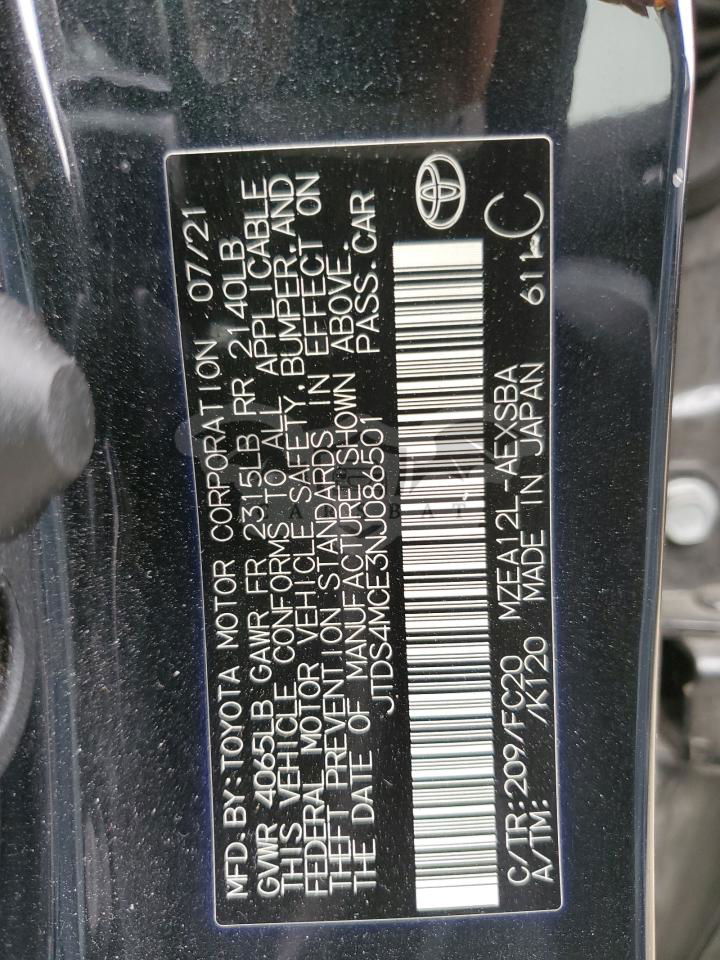 MFD. BY: TOYOTA MOTOR CORPORATION 07/21
GVWR 4065LB GAWR FR 2315LB RR 2140LB
THIS VEHICLE CONFORMS TO ALL APPLICABLE
FEDERAL MOTOR VEHICLE SAFETY, BUMPER, AND
THEFT PREVENTION STANDARDS IN EFFECT ON
THE DATE OF MANUFACTURE SHOWN ABOVE.
JTDS4MCE3NJ086501 PASS. CAR
C/TR: 209/FC20 MZEA12L-AEXSBA
A/TM: /K120 MADE IN JAPAN
C